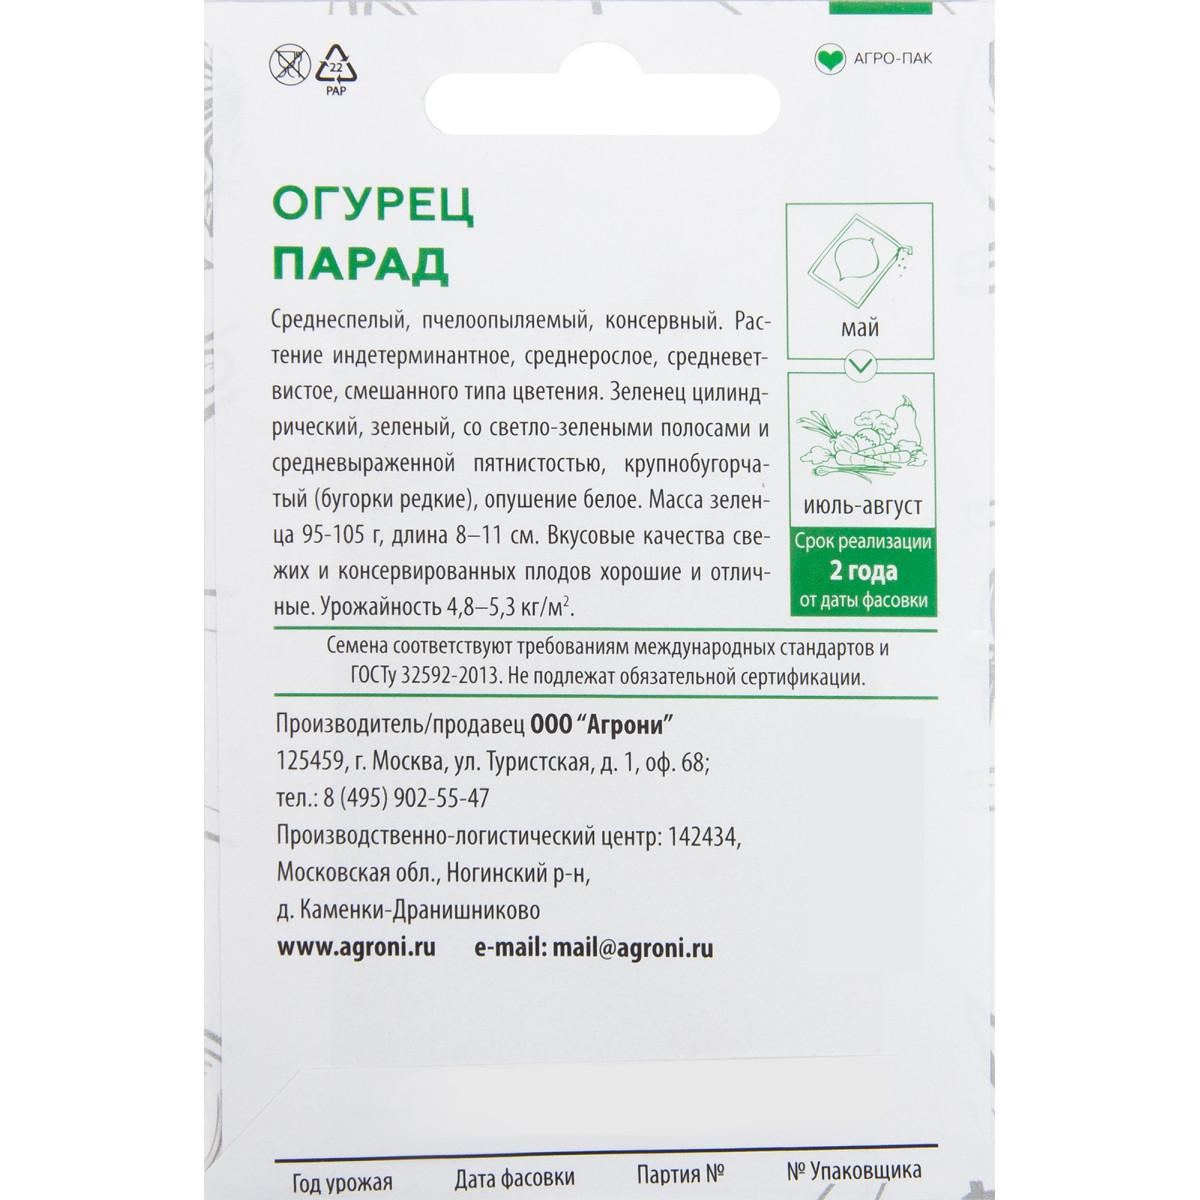 22
PAP
АГРО-ПАК
ОГУРЕЦ
ПАРАД
Среднеспелый, пчелоопыляемый, консервный. Рас-
тение индетерминантное, среднерослое, средневет-
вистое, смешанного типа цветения. Зеленец цилинд-
рический, зеленый, со светло-зелеными полосами и
средневыраженной пятнистостью, крупнобугорча-
тый (бугорки редкие), опушение белое. Масса зелен-
ца 95-105 г, длина 8–11 см. Вкусовые качества све-
жих и консервированных плодов хорошие и отлич-
ные. Урожайность 4,8–5,3 кг/м².
май
июль-август
Срок реализации
2 года
от даты фасовки
Семена соответствуют требованиям международных стандартов и
ГОСТу 32592-2013. Не подлежат обязательной сертификации.
Производитель/продавец ООО “Агрони”
125459, г. Москва, ул. Туристская, д. 1, оф. 68;
тел.: 8 (495) 902-55-47
Производственно-логистический центр: 142434,
Московская обл., Ногинский р-н,
д. Каменки-Дранишниково
www.agroni.ru e-mail: mail@agroni.ru
Год урожая Дата фасовки Партия № № Упаковщика